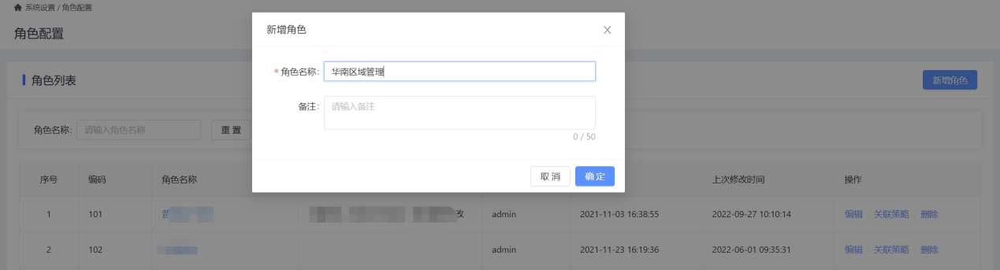 系统设置 / 角色配置
角色配置
角色列表
新增角色
角色名称: 请输入角色名称 重 置
新增角色
* 角色名称: 华南区域管理
备注: 请输入备注
0 / 50
取 消 确 定
序号 编码 角色名称 上次修改时间 操作
1 101 改 admin 2021-11-03 16:38:55 2022-09-27 10:10:14 编辑 关联策略 删除
2 102 admin 2021-11-23 16:19:36 2022-06-01 09:35:31 编辑 关联策略 删除